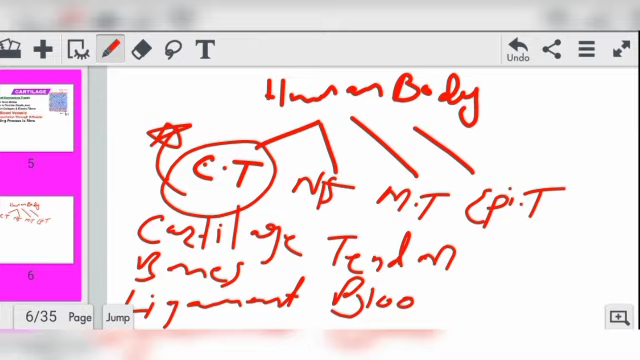 T
Undo
CARTILAGE
5
Human Body
C.T M.T Epi.T
Cartilage Tendon
Bones
Ligament Bloo
6
6/35 Page Jump